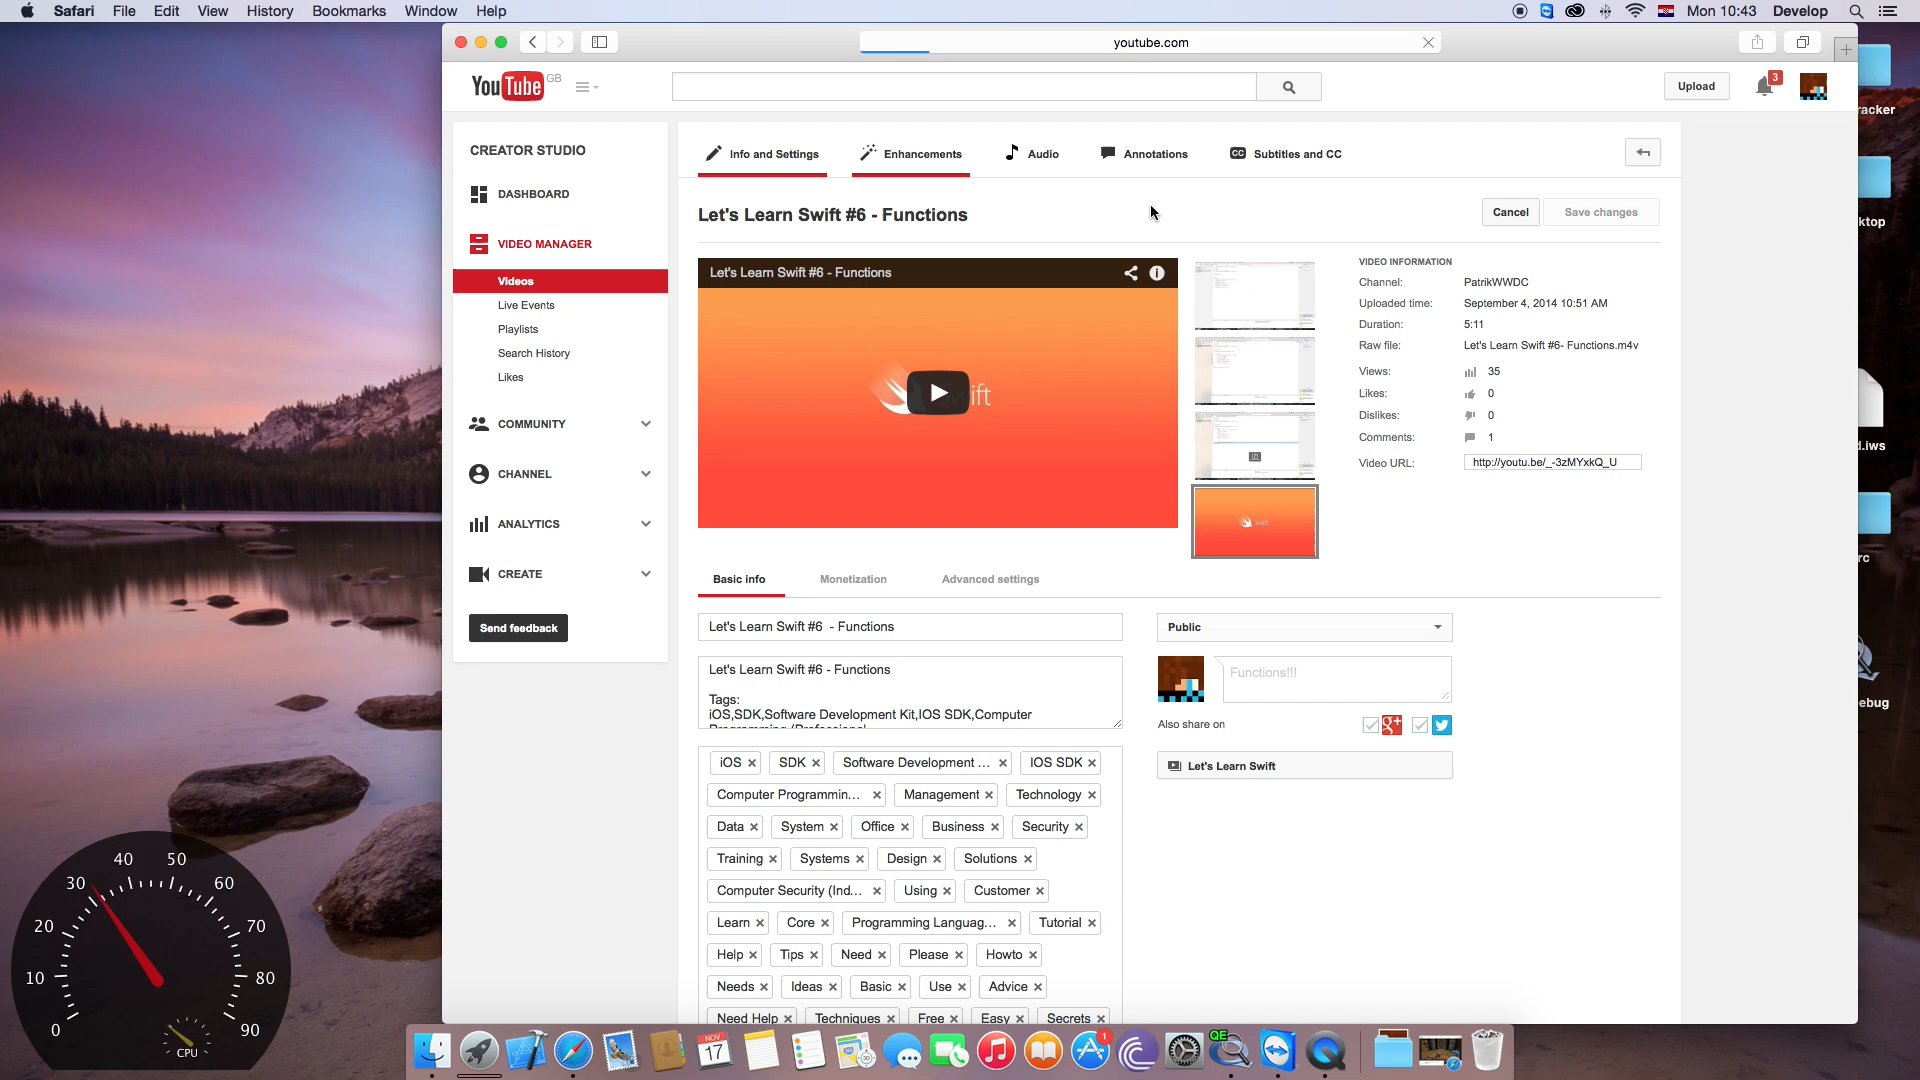 Safari File Edit View History Bookmarks Window Help Mon 10:43 Develop
youtube.com
YouTube GB
Upload
3
CREATOR STUDIO
DASHBOARD
VIDEO MANAGER
Videos
Live Events
Playlists
Search History
Likes
COMMUNITY
CHANNEL
ANALYTICS
CREATE
Send feedback
Info and Settings
Enhancements
Audio
Annotations
CC Subtitles and CC
Let's Learn Swift #6 - Functions
Cancel
Save changes
Let's Learn Swift #6 - Functions
ift
Swift
VIDEO INFORMATION
Channel: PatrikWWDC
Uploaded time: September 4, 2014 10:51 AM
Duration: 5:11
Raw file: Let's Learn Swift #6- Functions.m4v
Views: 35
Likes: 0
Dislikes: 0
Comments: 1
Video URL: http://youtu.be/_-3zMYxkQ_U
Basic info Monetization Advanced settings
Let's Learn Swift #6 - Functions
Let's Learn Swift #6 - Functions
Tags:
iOS,SDK,Software Development Kit,IOS SDK,Computer
Public
Functions!!!
Also share on
g+
Let's Learn Swift
iOS SDK Software Development ... IOS SDK
Computer Programmin... Management Technology
Data System Office Business Security
Training Systems Design Solutions
Computer Security (Ind... Using Customer
Learn Core Programming Languag... Tutorial
Help Tips Need Please Howto
Needs Ideas Basic Use Advice
Need Help Techniques Free Easy Secrets
racker
ktop
d.iws
rc
ebug
0 10 20 30 40 50 60 70 80 90
CPU
NOV
17
1
QE